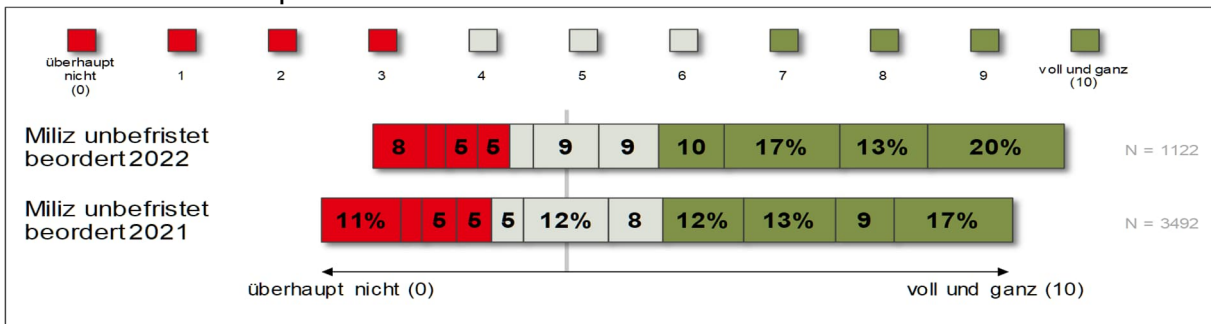 überhaupt
nicht
(0)
1
2
3
4
5
6
7
8
9
voll und ganz
(10)
Miliz unbefristet
beordert 2022
8 5 5 9 9 10 17% 13% 20%
N = 1122
Miliz unbefristet
beordert 2021
11% 5 5 5 12% 8 12% 13% 9 17%
N = 3492
überhaupt nicht (0)
voll und ganz (10)